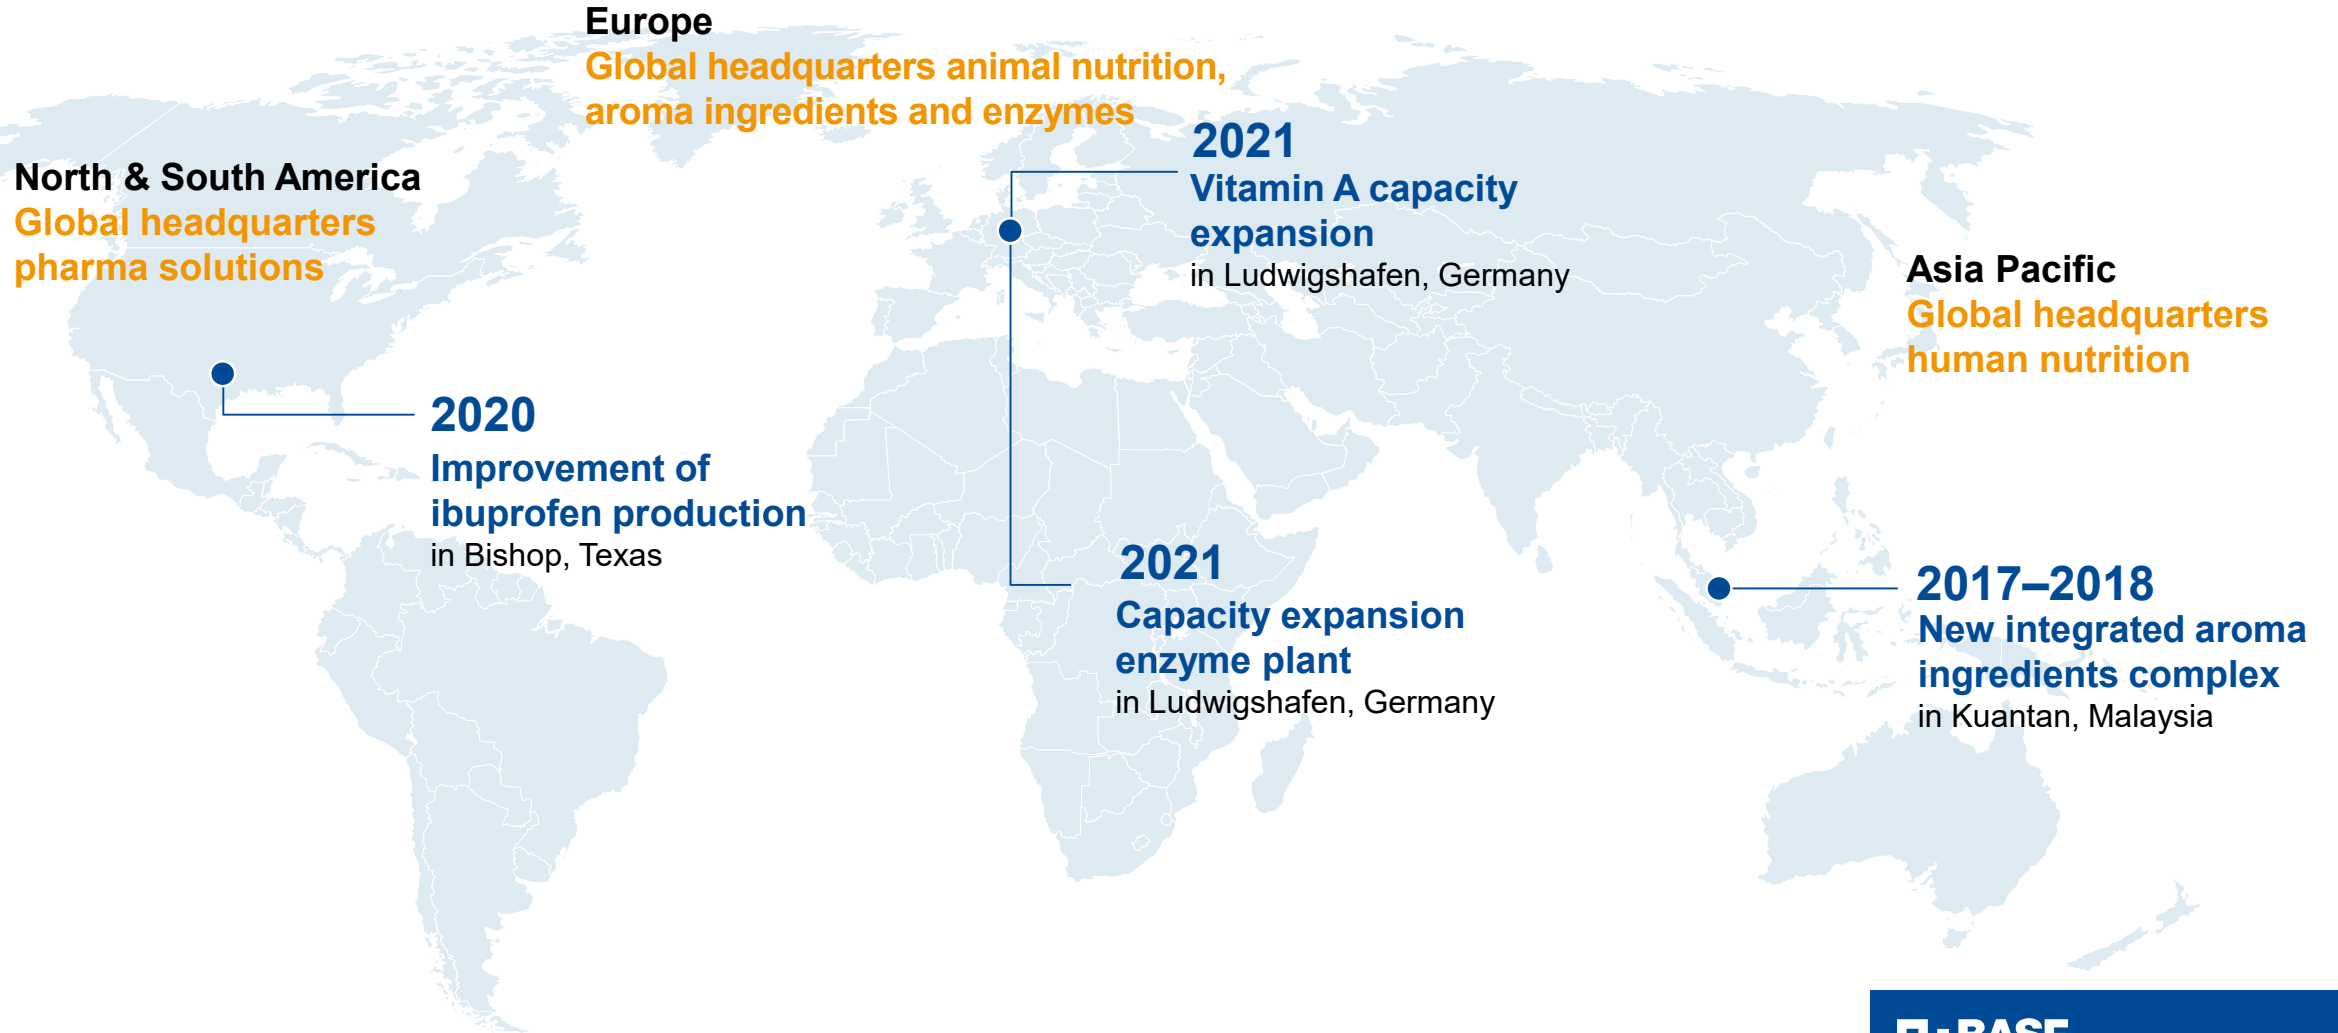 Europe
Global headquarters animal nutrition,
aroma ingredients and enzymes
North & South America
Global headquarters
pharma solutions
2021
Vitamin A capacity
expansion
in Ludwigshafen, Germany
Asia Pacific
Global headquarters
human nutrition
2020
Improvement of
ibuprofen production
in Bishop, Texas
2021
Capacity expansion
enzyme plant
in Ludwigshafen, Germany
2017–2018
New integrated aroma
ingredients complex
in Kuantan, Malaysia
BASF